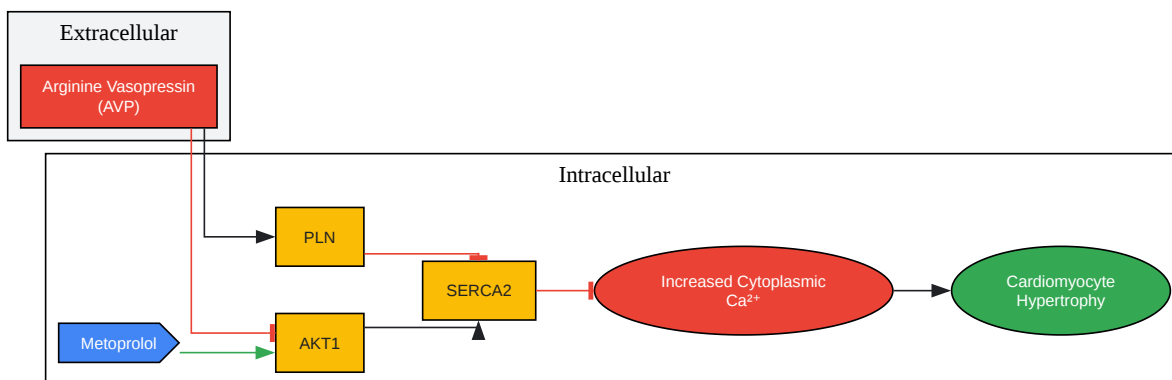 Extracellular
Arginine Vasopressin
(AVP)
Intracellular
PLN
SERCA2
Increased Cytoplasmic
Ca²⁺
Cardiomyocyte
Hypertrophy
Metoprolol
AKT1